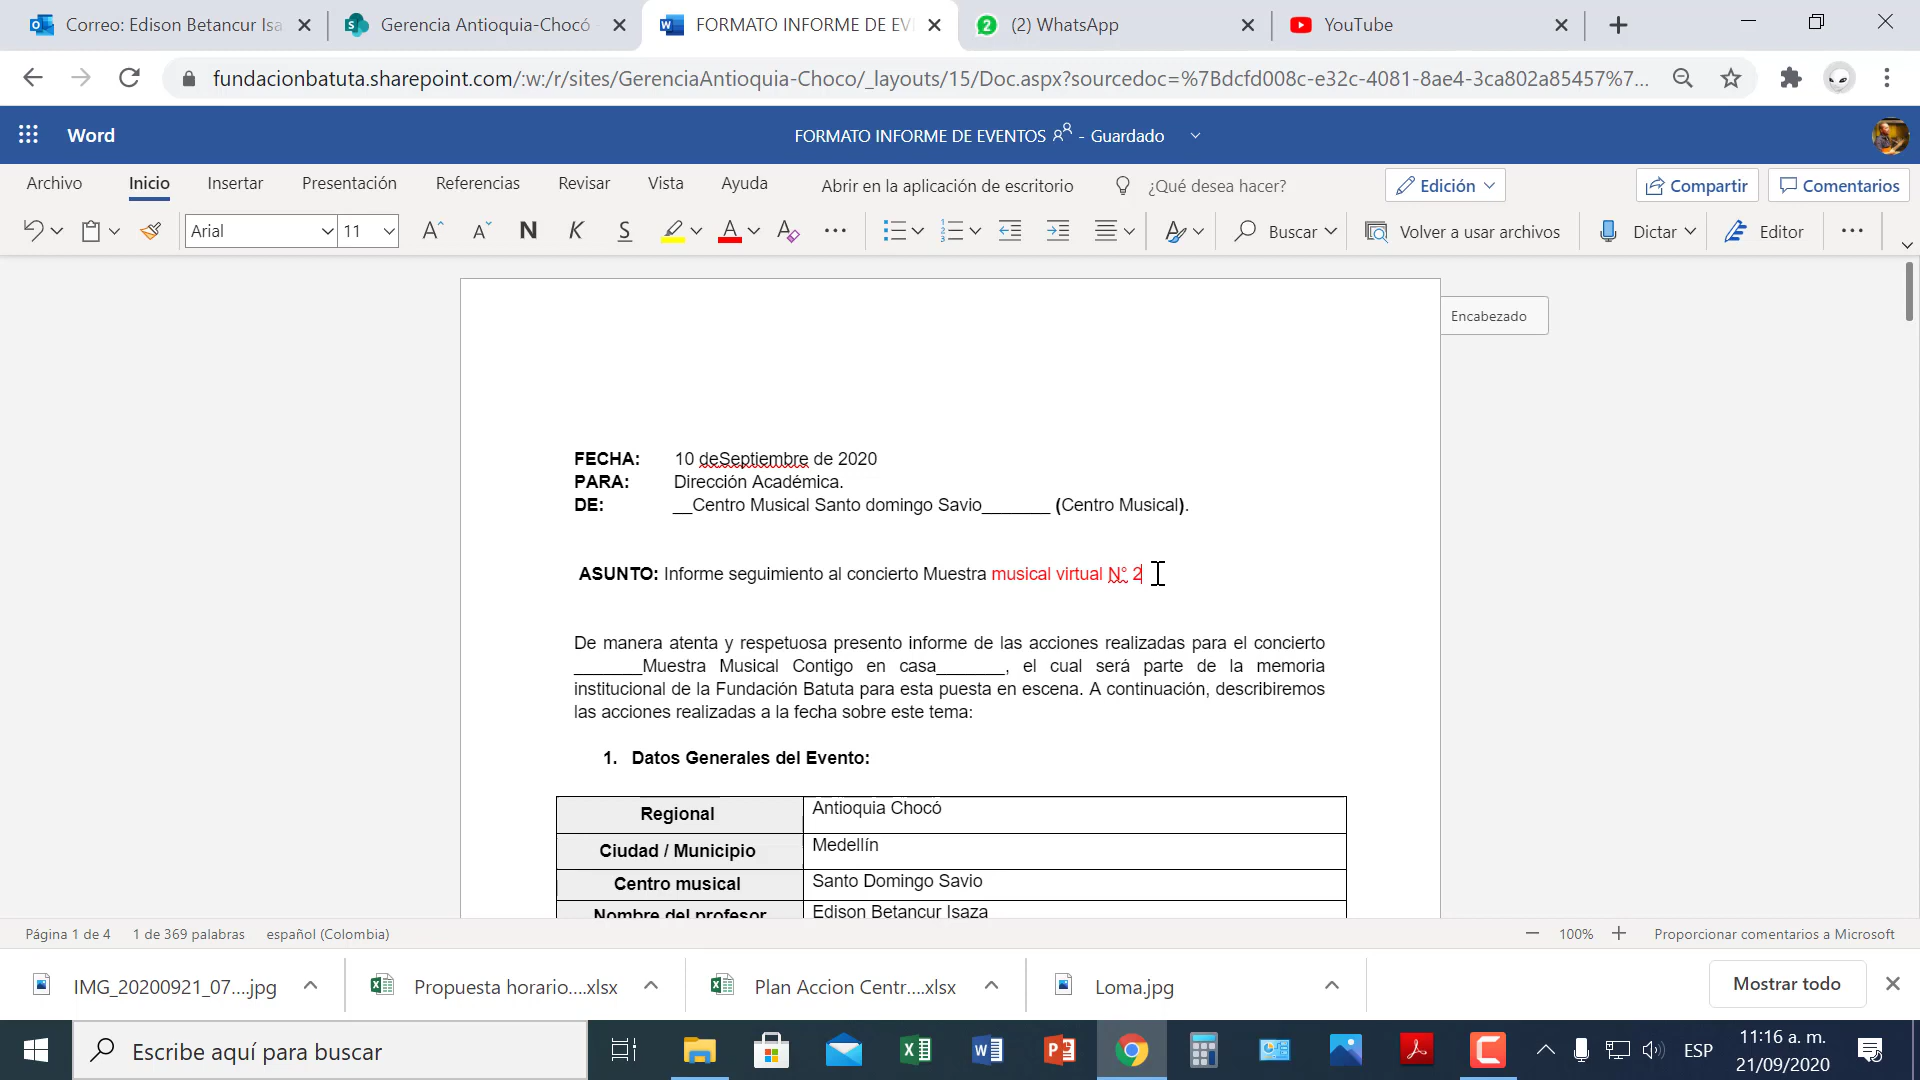 Correo: Edison Betancur Isa
Gerencia Antioquia-Chocó
FORMATO INFORME DE EV
(2) WhatsApp
YouTube
fundacionbatuta.sharepoint.com/:w:/r/sites/GerenciaAntioquia-Choco/_layouts/15/Doc.aspx?sourcedoc=%7Bdcfd008c-e32c-4081-8ae4-3ca802a85457%7...
Word
FORMATO INFORME DE EVENTOS - Guardado
Archivo Inicio Insertar Presentación Referencias Revisar Vista Ayuda Abrir en la aplicación de escritorio ¿Qué desea hacer? Edición Compartir Comentarios
Arial 11 N K S A Buscar Volver a usar archivos Dictar Editor
Encabezado
FECHA: 10 deSeptiembre de 2020
PARA: Dirección Académica.
DE: __Centro Musical Santo domingo Savio_______ (Centro Musical).
ASUNTO: Informe seguimiento al concierto Muestra musical virtual N° 2
De manera atenta y respetuosa presento informe de las acciones realizadas para el concierto
_______Muestra Musical Contigo en casa_______, el cual será parte de la memoria
institucional de la Fundación Batuta para esta puesta en escena. A continuación, describiremos
las acciones realizadas a la fecha sobre este tema:
1. Datos Generales del Evento:
Regional Antioquia Chocó
Ciudad / Municipio Medellín
Centro musical Santo Domingo Savio
Nombre del profesor Edison Betancur Isaza
Página 1 de 4 1 de 369 palabras español (Colombia) 100% Proporcionar comentarios a Microsoft
IMG_20200921_07....jpg
Propuesta horario....xlsx
Plan Accion Centr....xlsx
Loma.jpg
Mostrar todo
Escribe aquí para buscar
ESP
11:16 a. m.
21/09/2020